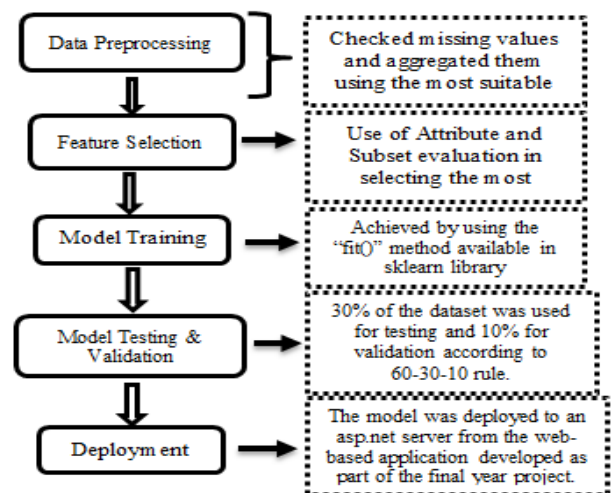 Data Preprocessing
Checked missing values
and aggregated them
using the most suitable
Feature Selection
Use of Attribute and
Subset evaluation in
selecting the most
Model Training
Achieved by using the
“fit()” method available in
sklearn library
Model Testing &
Validation
30% of the dataset was used
for testing and 10% for
validation according to
60-30-10 rule.
Deployment
The model was deployed to an
asp.net server from the web-
based application developed as
part of the final year project.